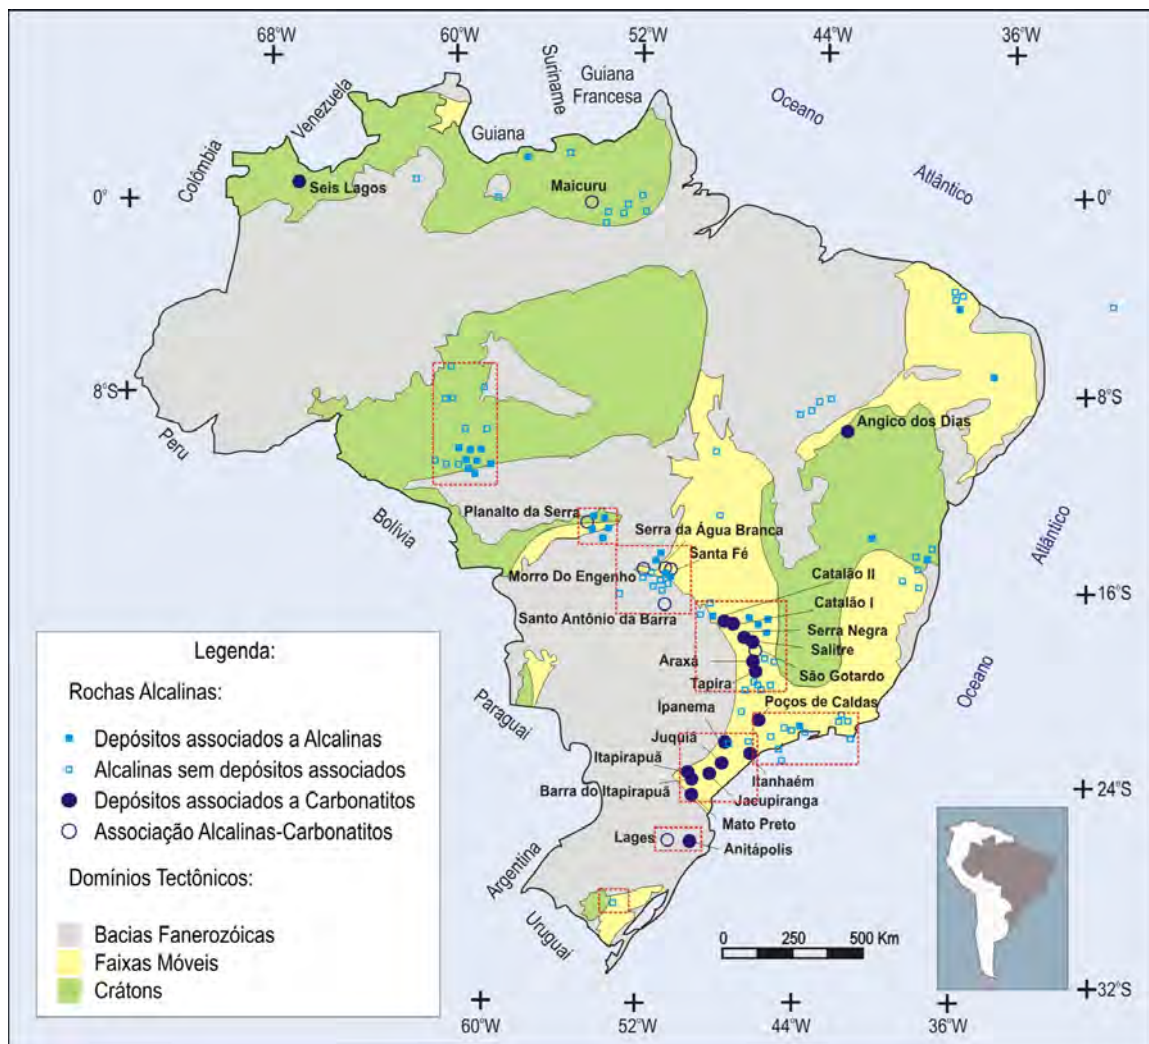 68°W
60°W
52°W
44°W
36°W
Suriname
Guiana
Francesa
Oceano
Venezuela
Guiana
Colômbia
Seis Lagos
Maicuru
Atlântico
0°
0°
8°S
8°S
Peru
Angico dos Dias
Bolívia
Planalto da Serra
Serra da Água Branca
Atlântico
Santa Fé
Morro Do Engenho
Catalão II
16°S
Santo Antônio da Barra
Catalão I
Serra Negra
Salitre
Araxá
São Gotardo
Tapira
Oceano
Poços de Caldas
Ipanema
Paraguai
Juquiá
Itapirapuã
Itanhaém
Barra do Itapirapuã
Jacupiranga
24°S
Mato Preto
Lages
Anitápolis
Argentina
Uruguai
Legenda:
Rochas Alcalinas:
Depósitos associados a Alcalinas
Alcalinas sem depósitos associados
Depósitos associados a Carbonatitos
Associação Alcalinas-Carbonatitos
Domínios Tectônicos:
Bacias Fanerozóicas
Faixas Móveis
Crátons
0 250 500 Km
32°S
60°W
52°W
44°W
36°W